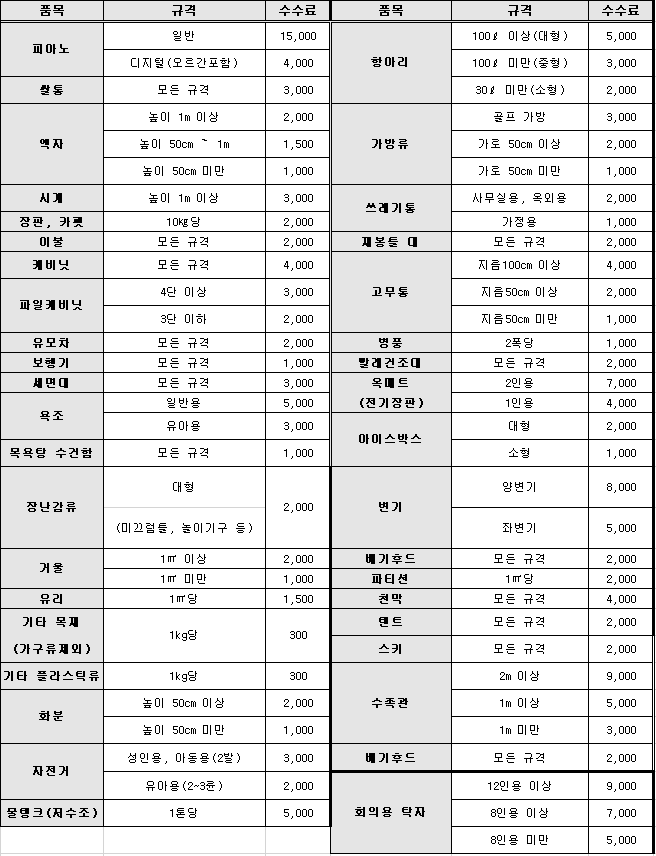 품목 규격 수수료 품목 규격 수수료
피아노 일반 15,000 항아리 100ℓ 이상(대형) 5,000
디지털(오르간포함) 4,000 100ℓ 미만(중형) 3,000
쌀통 모든 규격 3,000 30ℓ 미만(소형) 2,000
액자 높이 1m 이상 2,000 가방류 골프 가방 3,000
높이 50cm ~ 1m 1,500 가로 50cm 이상 2,000
높이 50cm 미만 1,000 가로 50cm 미만 1,000
시계 높이 1m 이상 3,000 쓰레기통 사무실용, 옥외용 2,000
장판, 카펫 10㎏당 2,000 가정용 1,000
이불 모든 규격 2,000 재봉틀 대 모든 규격 2,000
캐비닛 모든 규격 4,000 고무통 지름100cm 이상 4,000
파일캐비닛 4단 이상 3,000 지름50cm 이상 2,000
3단 이하 2,000 지름50cm 미만 1,000
유모차 모든 규격 2,000 병풍 2폭당 1,000
보행기 모든 규격 1,000 빨래건조대 모든 규격 2,000
세면대 모든 규격 3,000 옥매트 2인용 7,000
욕조 일반용 5,000 (전기장판) 1인용 4,000
유아용 3,000 아이스박스 대형 2,000
목욕탕 수건함 모든 규격 1,000 소형 1,000
장난감류 대형 2,000 변기 양변기 8,000
(미끄럼틀, 놀이기구 등) 좌변기 5,000
거울 1㎡ 이상 2,000 배기후드 모든 규격 2,000
1㎡ 미만 1,000 파티션 1㎡당 2,000
유리 1㎡당 1,500 천막 모든 규격 4,000
기타 목재 1kg당 300 텐트 모든 규격 2,000
(가구류제외) 스키 모든 규격 2,000
기타 플라스틱류 1kg당 300 수족관 2m 이상 9,000
화분 높이 50cm 이상 2,000 1m 이상 5,000
높이 50cm 미만 1,000 1m 미만 3,000
자전거 성인용, 아동용(2발) 3,000 배기후드 모든 규격 2,000
유아용(2~3륜) 2,000 회의용 탁자 12인용 이상 9,000
물탱크(저수조) 1톤당 5,000 8인용 이상 7,000
8인용 미만 5,000